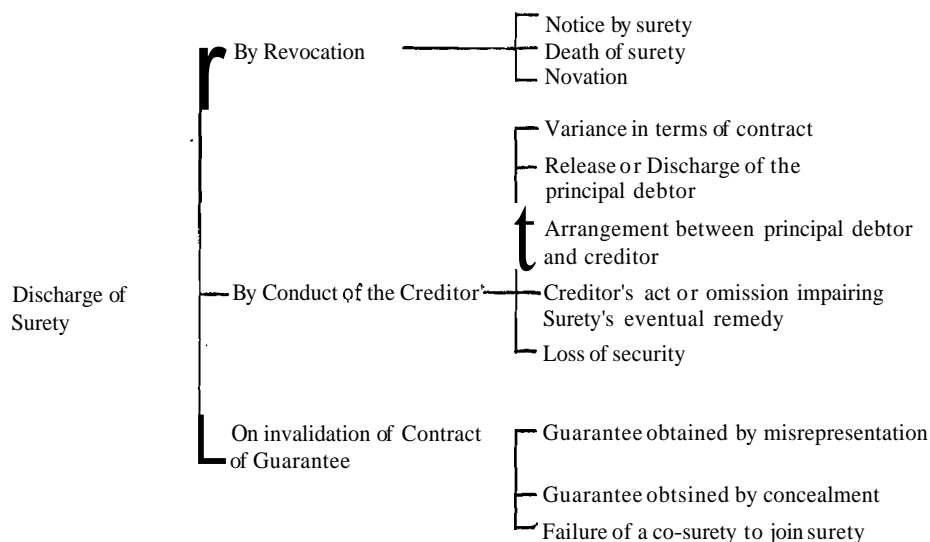 Discharge of
Surety
By Revocation
Notice by surety
Death of surety
Novation
By Conduct of the Creditor
Variance in terms of contract
Release or Discharge of the
principal debtor
Arrangement between principal debtor
and creditor
Creditor's act or omission impairing
Surety's eventual remedy
Loss of security
On invalidation of Contract
of Guarantee
Guarantee obtained by misrepresentation
Guarantee obtsined by concealment
Failure of a co-surety to join surety